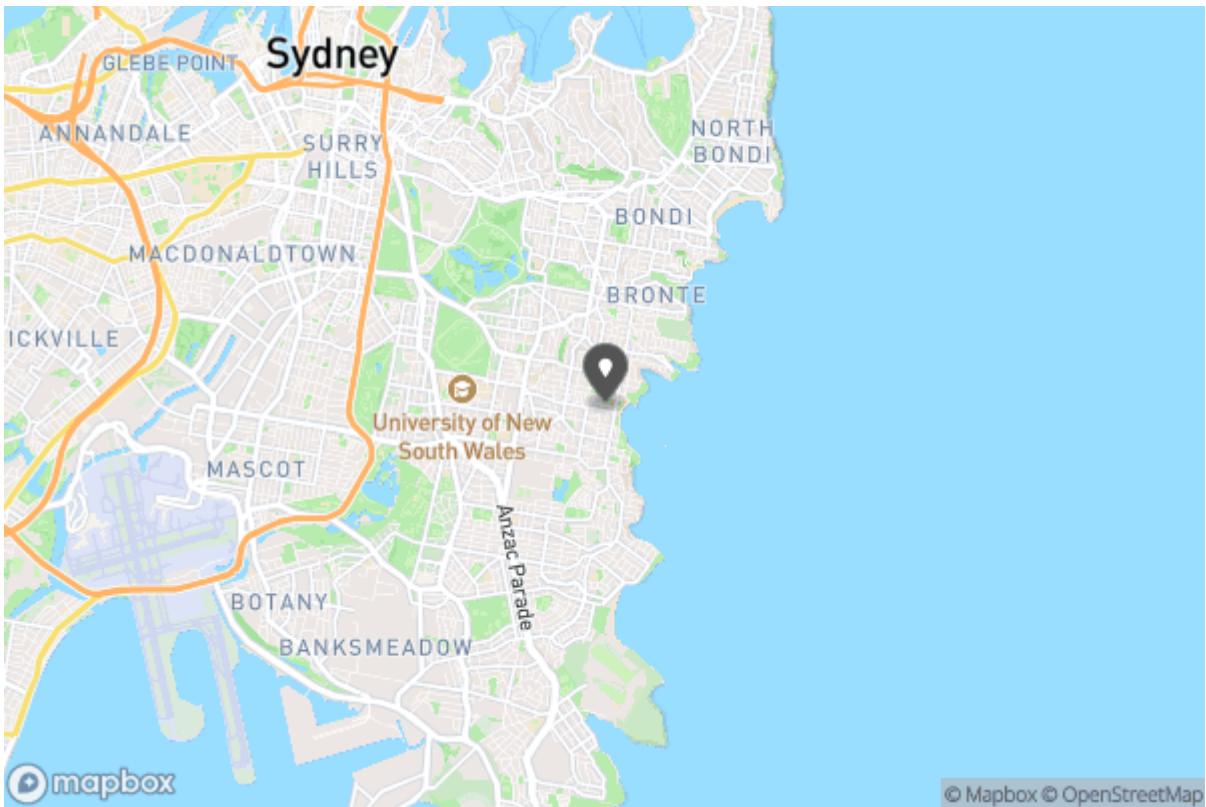 Sydney
GLEBE POINT
ANNANDALE
SURRY
HILLS
NORTH
BONDI
BONDI
MACDONALDTOWN
BRONTE
ICKVILLE
University of New
South Wales
MASCOT
Anzac Parade
BOTANY
BANKSMEADOW
mapbox
© Mapbox © OpenStreetMap